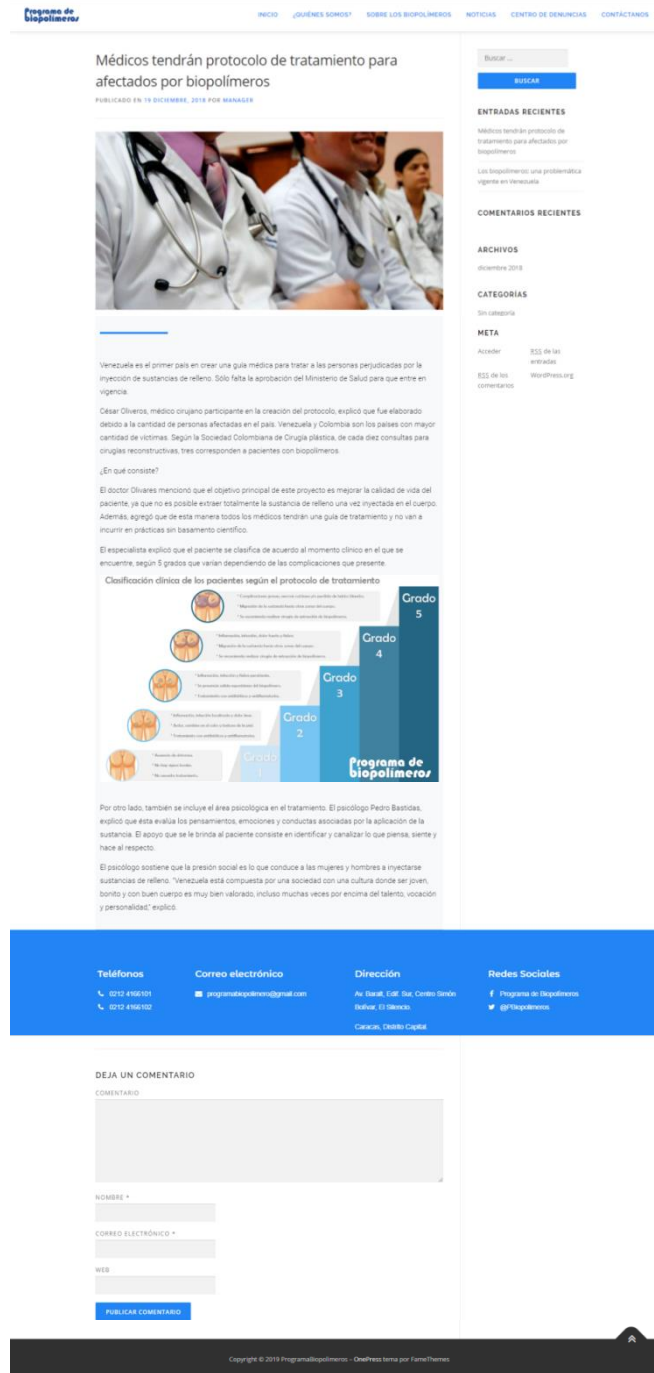 Programa de
biopolímeros
INICIO ¿QUIÉNES SOMOS? SOBRE LOS BIOPOLÍMEROS NOTICIAS CENTRO DE DENUNCIAS CONTÁCTANOS
Médicos tendrán protocolo de tratamiento para
afectados por biopolímeros
PUBLICADO EN 19 DICIEMBRE, 2018 POR MANAGER
Venezuela es el primer país en crear una guía médica para tratar a las personas perjudicadas por la
inyección de sustancias de relleno. Sólo falta la aprobación del Ministerio de Salud para que entre en
vigencia.
César Oliveros, médico cirujano participante en la creación del protocolo, explicó que fue elaborado
debido a la cantidad de personas afectadas en el país. Venezuela y Colombia son los países con mayor
cantidad de víctimas. Según la Sociedad Colombiana de Cirugía plástica, de cada diez consultas para
cirugías reconstructivas, tres corresponden a pacientes con biopolímeros.
¿En qué consiste?
El doctor Olivares mencionó que el objetivo principal de este proyecto es mejorar la calidad de vida del
paciente, ya que no es posible extraer totalmente la sustancia de relleno una vez inyectada en el cuerpo.
Además, agregó que de esta manera todos los médicos tendrán una guía de tratamiento y no van a
incurrir en prácticas sin basamento científico.
El especialista explicó que el paciente se clasifica de acuerdo al momento clínico en el que se
encuentre, según 5 grados que varían dependiendo de las complicaciones que presente.
Clasificación clínica de los pacientes según el protocolo de tratamiento
Grado
5
Grado
4
Grado
3
Grado
2
Grado
1
Programa de
biopolímeros
Por otro lado, también se incluye el área psicológica en el tratamiento. El psicólogo Pedro Bastidas,
explicó que ésta evalúa los pensamientos, emociones y conductas asociadas por la aplicación de la
sustancia. El apoyo que se le brinda al paciente consiste en identificar y canalizar lo que piensa, siente y
hace al respecto.
El psicólogo sostiene que la presión social es lo que conduce a las mujeres y hombres a inyectarse
sustancias de relleno. "Venezuela está compuesta por una sociedad con una cultura donde ser joven,
bonito y con buen cuerpo es muy bien valorado, incluso muchas veces por encima del talento, vocación
y personalidad," explicó.
Buscar ...
BUSCAR
ENTRADAS RECIENTES
Médicos tendrán protocolo de
tratamiento para afectados por
biopolímeros
Los biopolímeros: una problemática
vigente en Venezuela
COMENTARIOS RECIENTES
ARCHIVOS
diciembre 2018
CATEGORÍAS
Sin categoría
META
Acceder
RSS de las
entradas
RSS de los
comentarios
WordPress.org
Teléfonos
0212 4166101
0212 4166102
Correo electrónico
programabiopolimero@gmail.com
Dirección
Av. Baralt, Edif. Sur, Centro Simón
Bolívar, El Silencio.
Caracas, Distrito Capital.
Redes Sociales
Programa de Biopolímeros
@PBiopolimeros
DEJA UN COMENTARIO
COMENTARIO
NOMBRE *
CORREO ELECTRÓNICO *
WEB
PUBLICAR COMENTARIO
Copyright © 2019 ProgramaBiopolimeros – OnePress tema por FameThemes